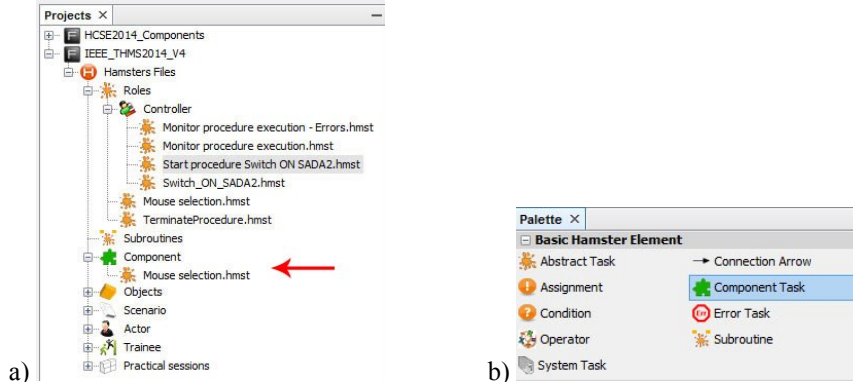 Projects ×
HCSE2014_Components
IEEE_THMS2014_V4
Hamsters Files
Roles
Controller
Monitor procedure execution - Errors.hmst
Monitor procedure execution.hmst
Start procedure Switch ON SADA2.hmst
Switch_ON_SADA2.hmst
Mouse selection.hmst
TerminateProcedure.hmst
Subroutines
Component
Mouse selection.hmst
Objects
Scenario
Actor
Trainee
Practical sessions
a)
Palette ×
Basic Hamster Element
Abstract Task
Connection Arrow
Assignment
Component Task
Condition
Err
Error Task
Operator
Subroutine
System Task
b)